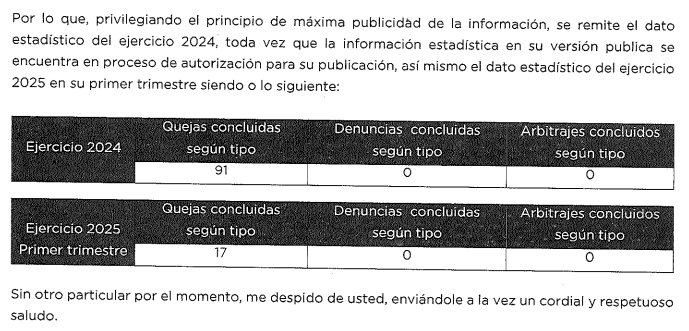 Por lo que, privilegiando el principio de máxima publicidad de la información, se remite el dato
estadístico del ejercicio 2024, toda vez que la información estadística en su versión publica se
encuentra en proceso de autorización para su publicación, así mismo el dato estadístico del ejercicio
2025 en su primer trimestre siendo o lo siguiente:
Ejercicio 2024
Quejas concluidas
según tipo
Denuncias concluidas
según tipo
Arbitrajes concluidos
según tipo
91
0
0
Ejercicio 2025
Primer trimestre
Quejas concluidas
según tipo
Denuncias concluidas
según tipo
Arbitrajes concluidos
según tipo
17
0
0
Sin otro particular por el momento, me despido de usted, enviándole a la vez un cordial y respetuoso
saludo.